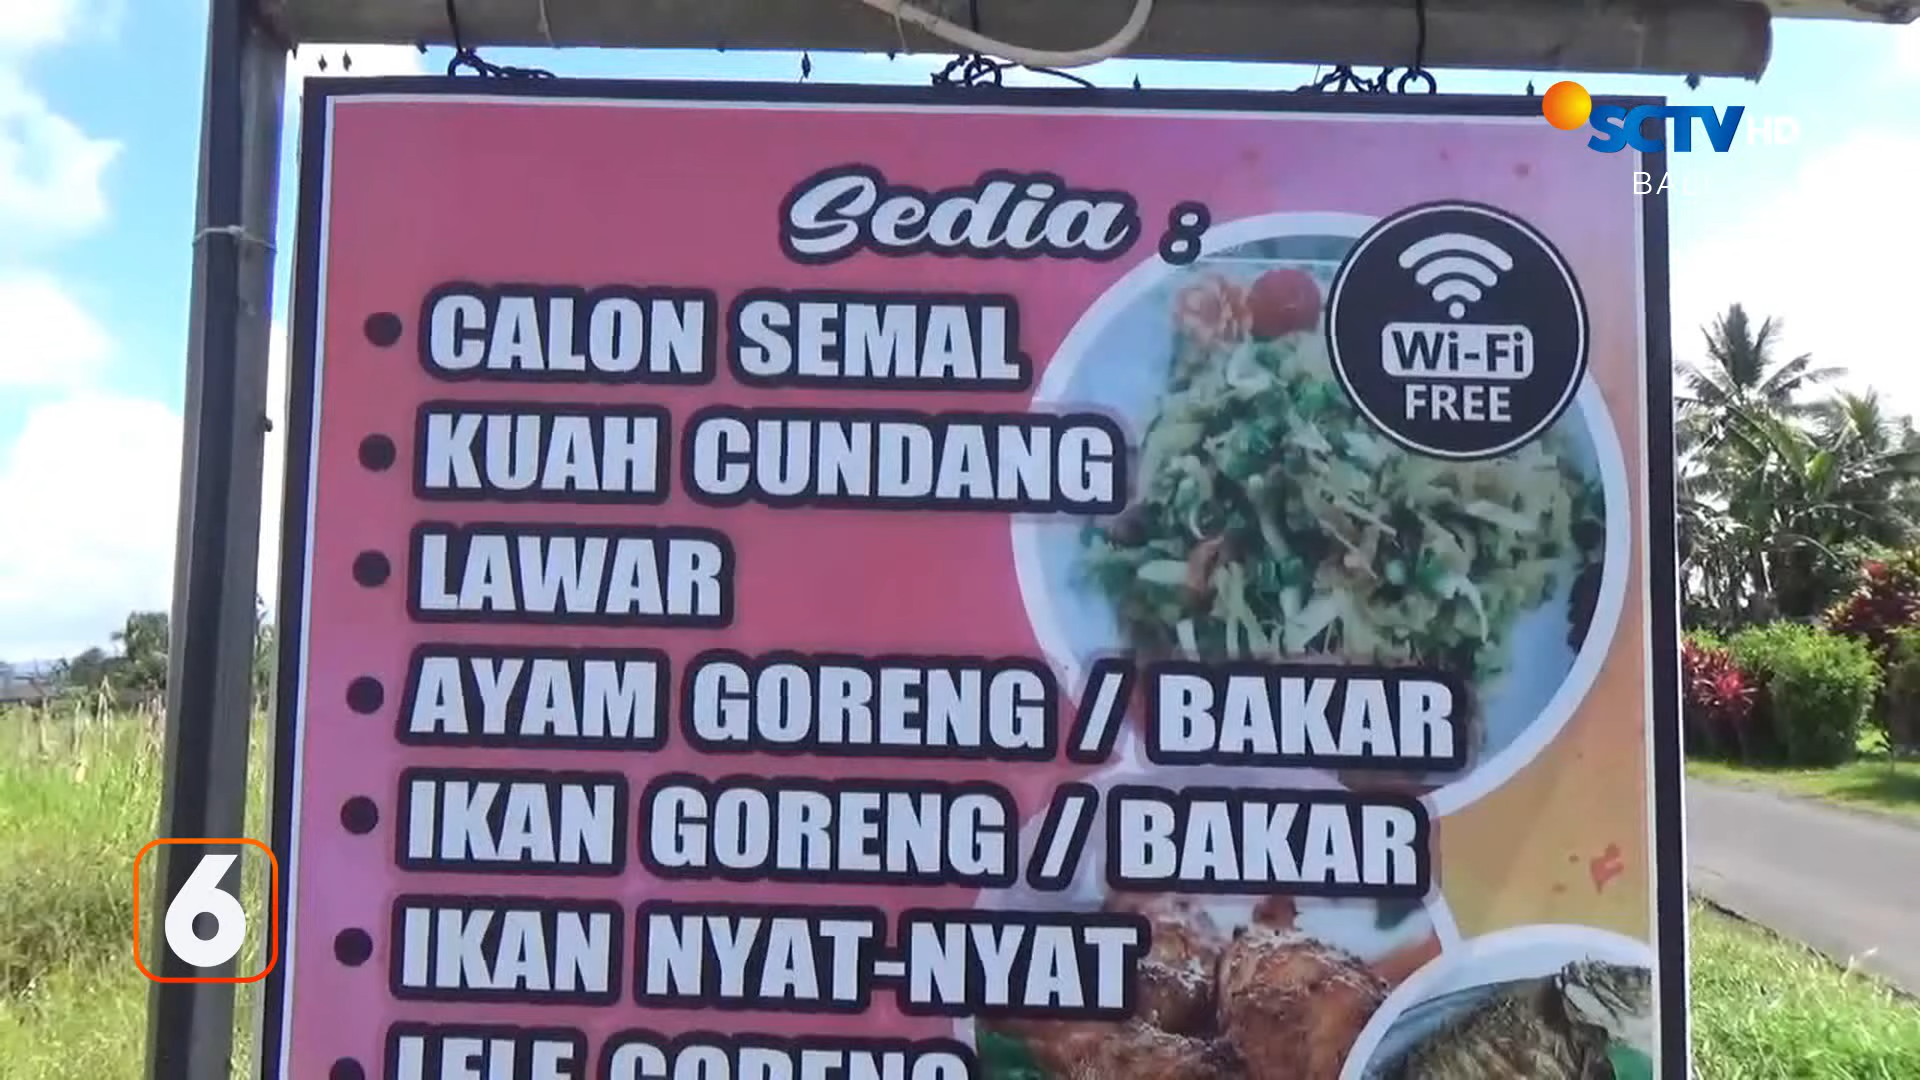 SCTV HD
BALI
Sedia :
Wi-Fi
FREE
• CALON SEMAL
• KUAH CUNDANG
• LAWAR
• AYAM GORENG / BAKAR
• IKAN GORENG / BAKAR
• IKAN NYAT-NYAT
• LELE GORENG
6